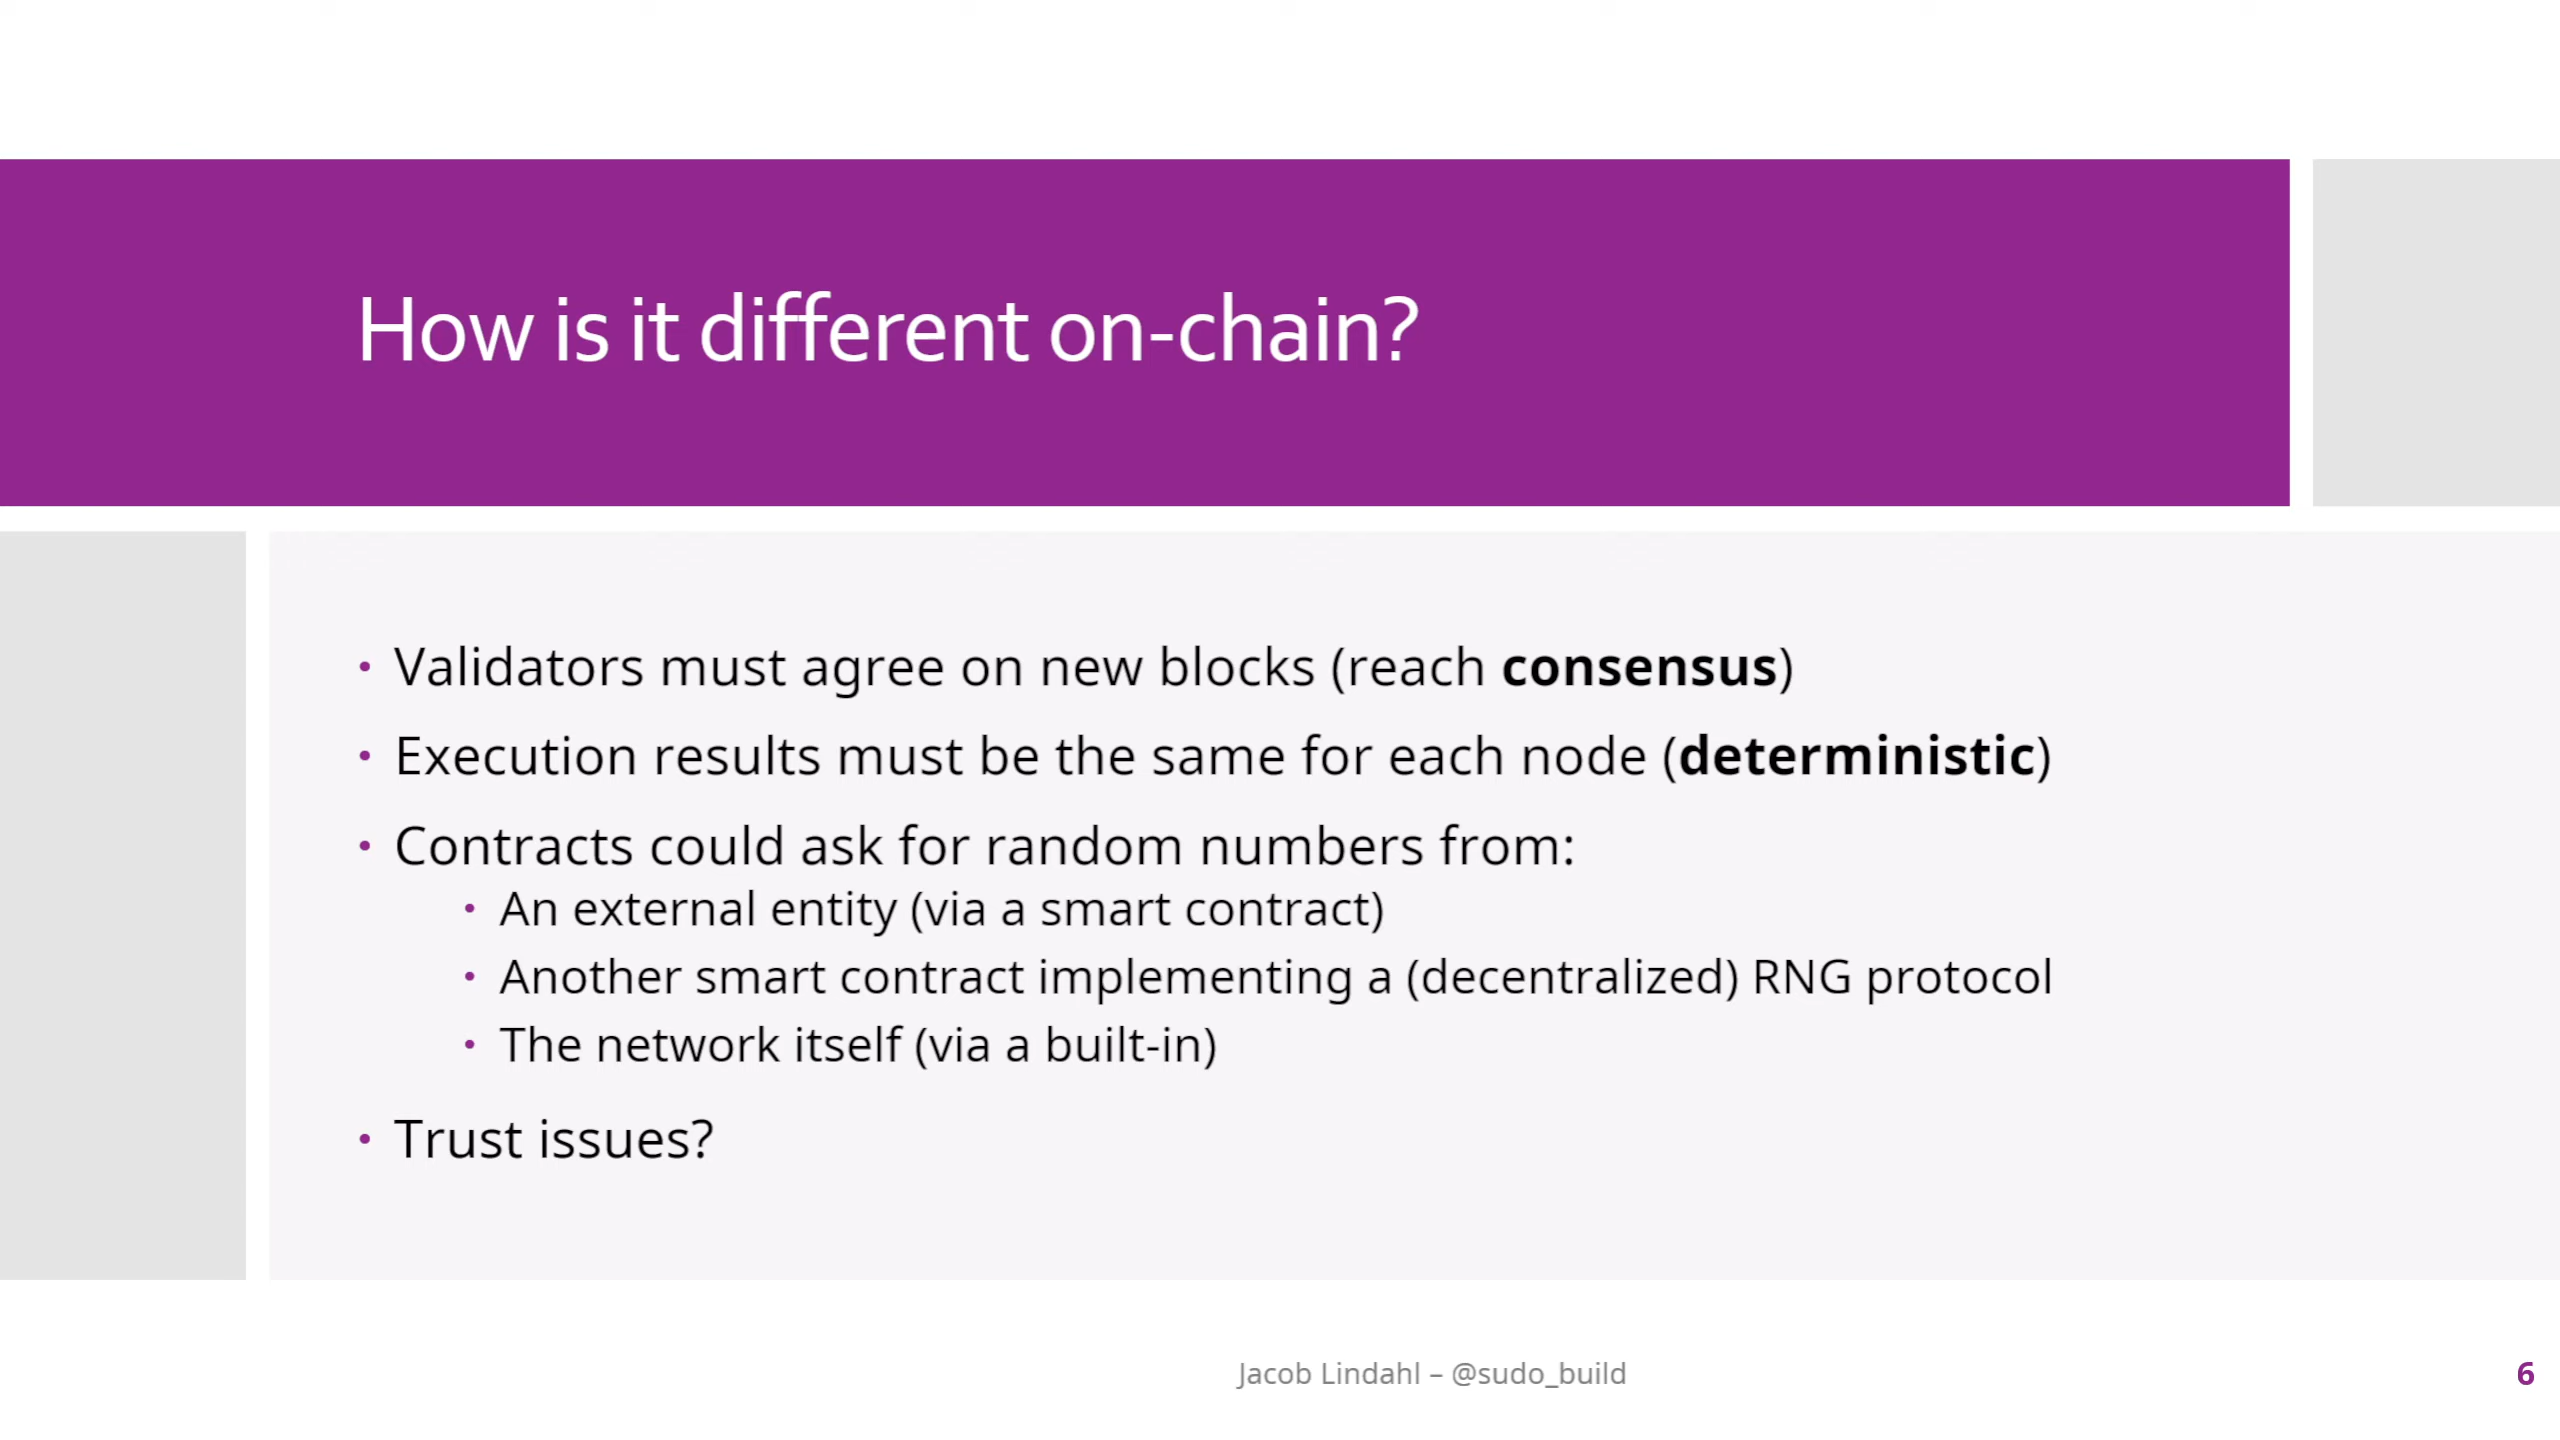 How is it different on-chain?
• Validators must agree on new blocks (reach consensus)
• Execution results must be the same for each node (deterministic)
• Contracts could ask for random numbers from:
• An external entity (via a smart contract)
• Another smart contract implementing a (decentralized) RNG protocol
• The network itself (via a built-in)
• Trust issues?
Jacob Lindahl – @sudo_build
6